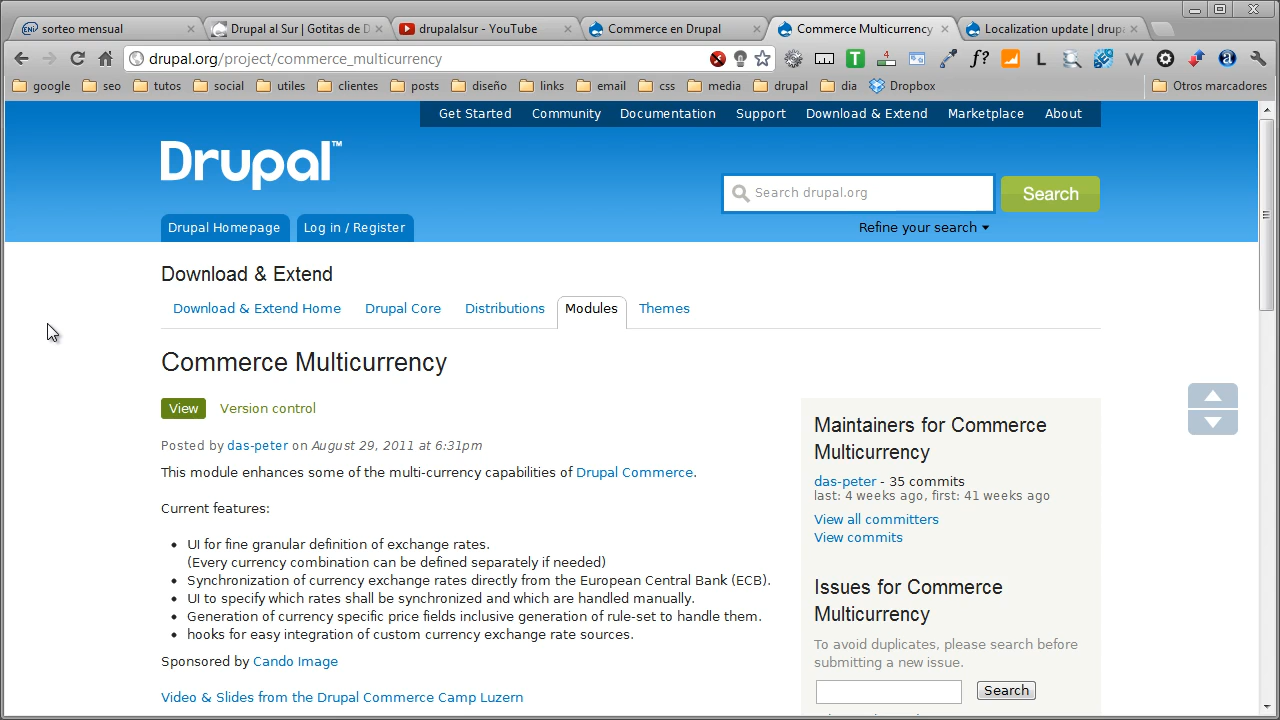 sorteo mensual
Drupal al Sur | Gotitas de D
drupalalsur - YouTube
Commerce en Drupal
Commerce Multicurrency
Localization update | drupa
drupal.org/project/commerce_multicurrency
google
seo
tutos
social
utiles
clientes
posts
diseño
links
email
css
media
drupal
dia
Dropbox
Otros marcadores
Get Started
Community
Documentation
Support
Download & Extend
Marketplace
About
Drupal™
Search drupal.org
Search
Drupal Homepage
Log in / Register
Refine your search
Download & Extend
Download & Extend Home
Drupal Core
Distributions
Modules
Themes
Commerce Multicurrency
View
Version control
Posted by das-peter on August 29, 2011 at 6:31pm
This module enhances some of the multi-currency capabilities of Drupal Commerce.
Current features:
• UI for fine granular definition of exchange rates.
(Every currency combination can be defined separately if needed)
• Synchronization of currency exchange rates directly from the European Central Bank (ECB).
• UI to specify which rates shall be synchronized and which are handled manually.
• Generation of currency specific price fields inclusive generation of rule-set to handle them.
• hooks for easy integration of custom currency exchange rate sources.
Sponsored by Cando Image
Video & Slides from the Drupal Commerce Camp Luzern
Maintainers for Commerce
Multicurrency
das-peter - 35 commits
last: 4 weeks ago, first: 41 weeks ago
View all committers
View commits
Issues for Commerce
Multicurrency
To avoid duplicates, please search before
submitting a new issue.
Search